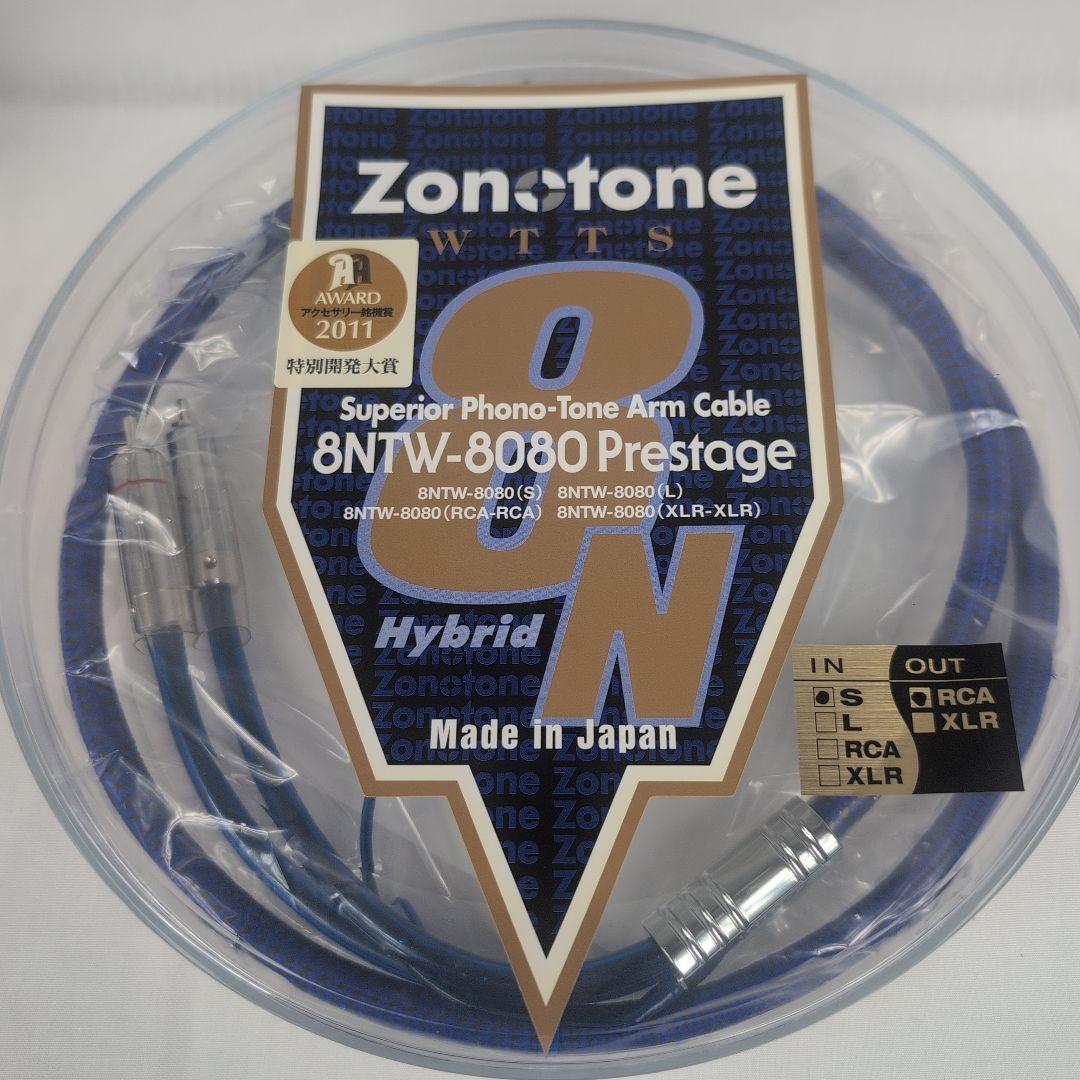 Zonotone
WTTS
AWARD
アクセサリー銘機賞
2011
特別開発大賞
8
Superior Phono-Tone Arm Cable
8NTW-8080 Prestage
8NTW-8080(S) 8NTW-8080(L)
8NTW-8080(RCA-RCA) 8NTW-8080(XLR-XLR)
N
Hybrid
Made in Japan
IN OUT
S RCA
L XLR
RCA
XLR